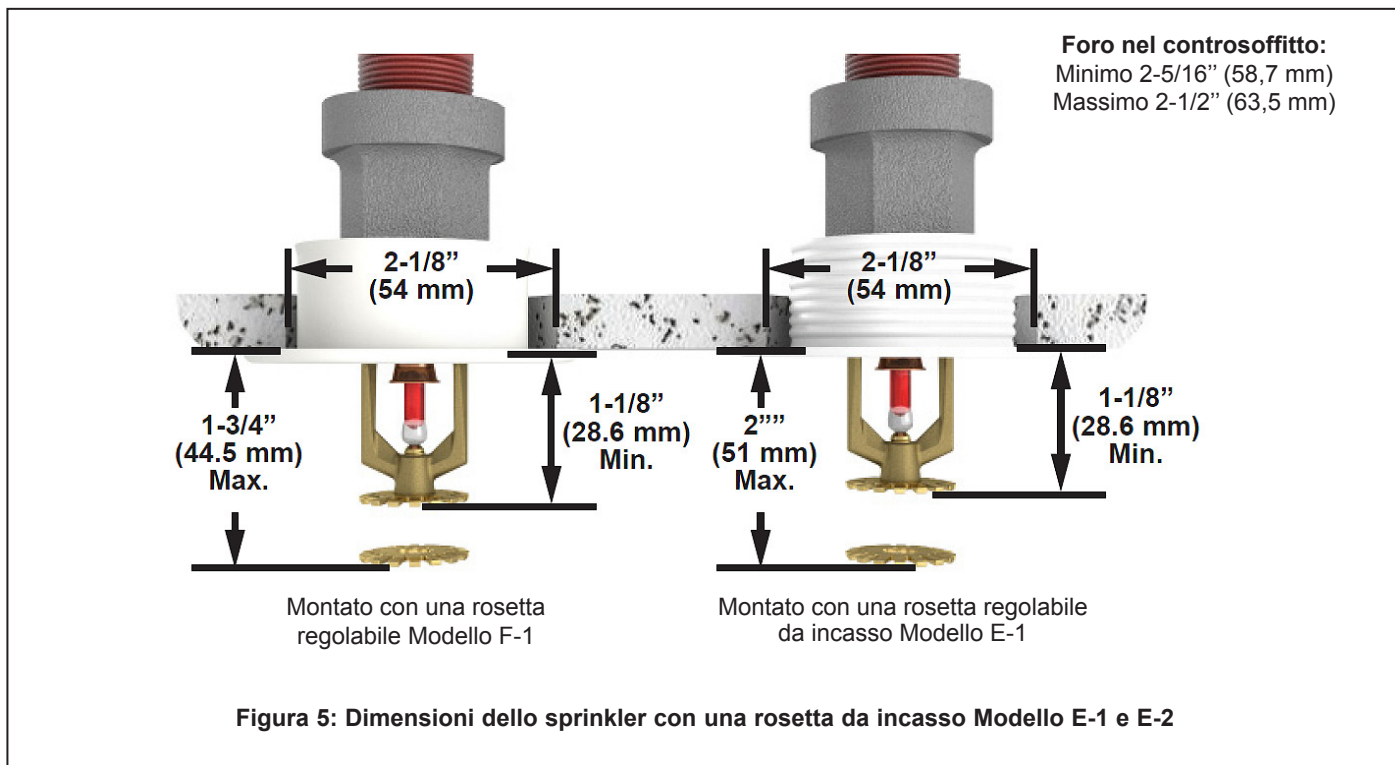 Foro nel controsoffitto:
Minimo 2-5/16’’ (58,7 mm)
Massimo 2-1/2’’ (63,5 mm)
2-1/8’’
(54 mm)
2-1/8’’
(54 mm)
1-3/4’’
(44.5 mm)
Max.
1-1/8’’
(28.6 mm)
Min.
2’’’’
(51 mm)
Max.
1-1/8’’
(28.6 mm)
Min.
Montato con una rosetta
regolabile Modello F-1
Montato con una rosetta regolabile
da incasso Modello E-1
Figura 5: Dimensioni dello sprinkler con una rosetta da incasso Modello E-1 e E-2